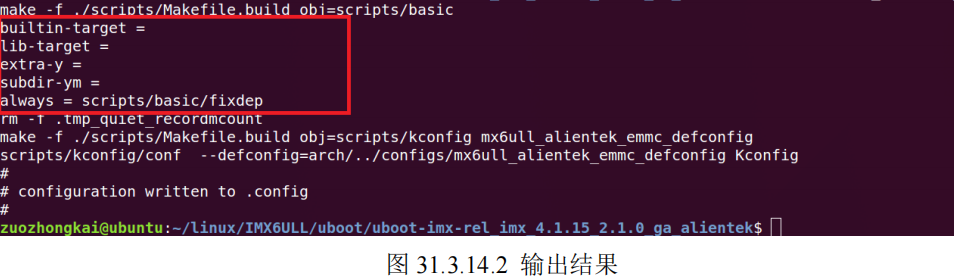 make -f ./scripts/Makefile.build obj=scripts/basic
builtin-target =
lib-target =
extra-y =
subdir-ym =
always = scripts/basic/fixdep
rm -f .tmp_quiet_recordmcount
make -f ./scripts/Makefile.build obj=scripts/kconfig mx6ull_alientek_emmc_defconfig
scripts/kconfig/conf  --defconfig=arch/../configs/mx6ull_alientek_emmc_defconfig Kconfig
#
# configuration written to .config
#
zuozhongkai@ubuntu:~/linux/IMX6ULL/uboot/uboot-imx-rel_imx_4.1.15_2.1.0_ga_alientek$
图 31.3.14.2 输出结果